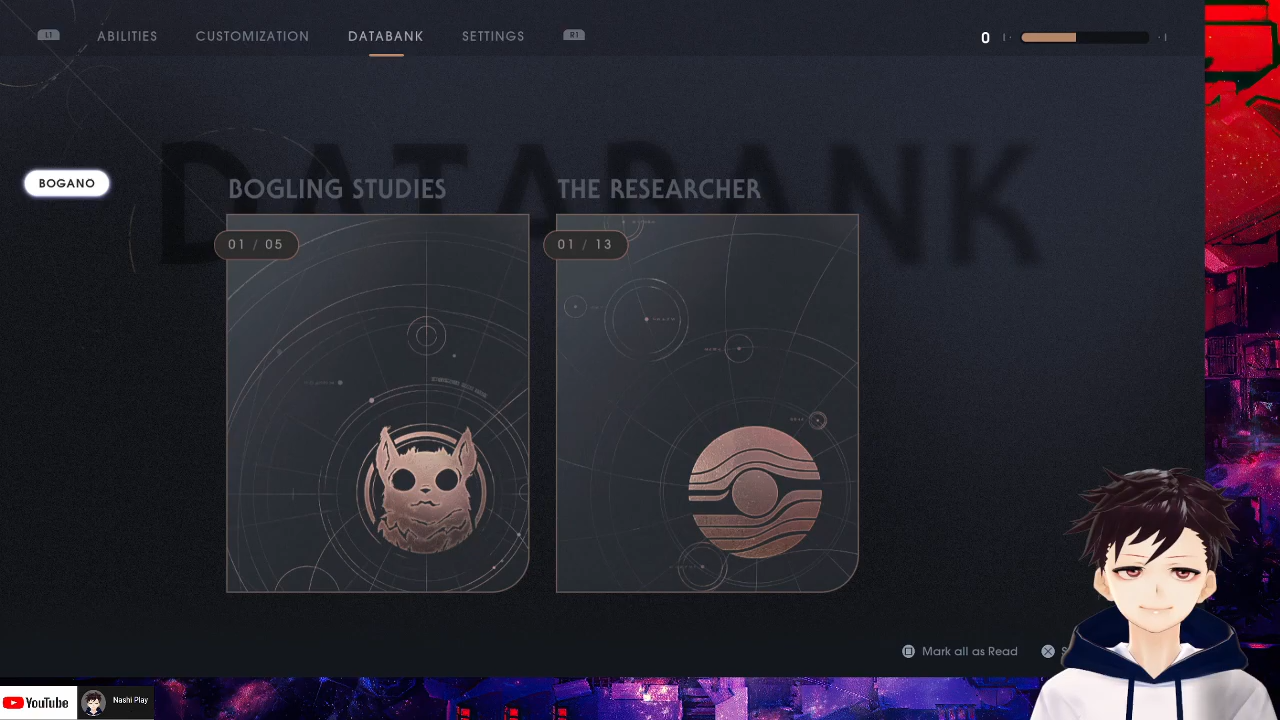 L1 ABILITIES CUSTOMIZATION DATABANK SETTINGS R1 0
DATABANK
BOGANO
BOGLING STUDIES
01 / 05
THE RESEARCHER
01 / 13
Mark all as Read
YouTube
Nashi Play